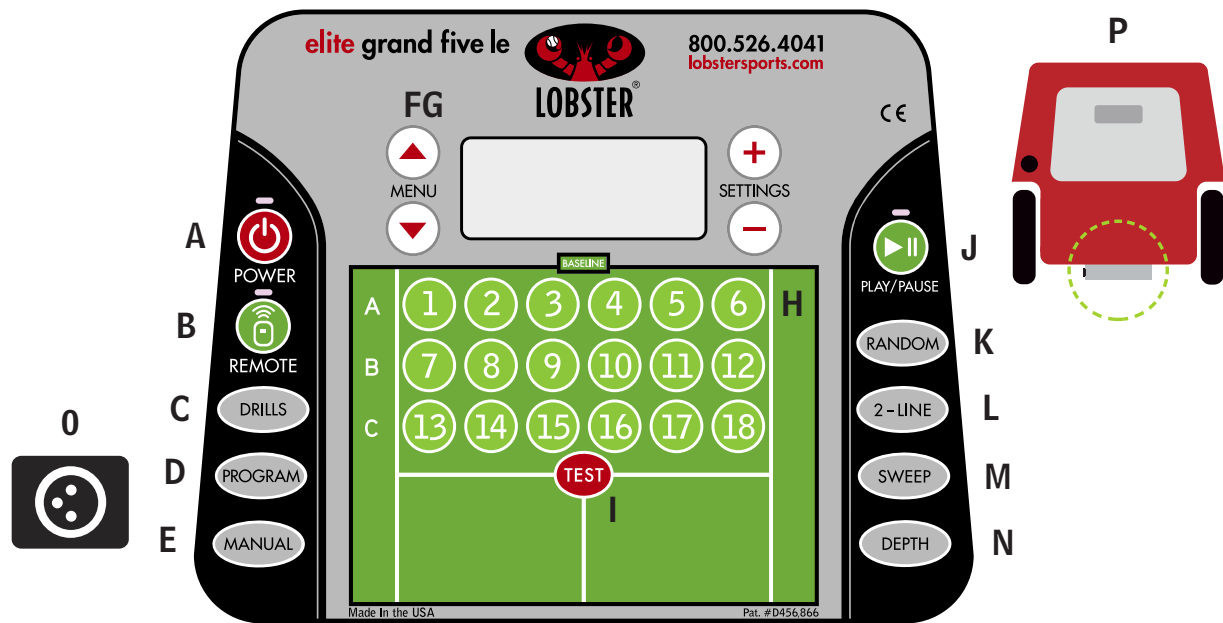 elite grand five le
LOBSTER®
800.526.4041
lobstersports.com
P
FG
CE
MENU
SETTINGS
A
POWER
J
PLAY/PAUSE
BASELINE
A 1 2 3 4 5 6 H
B
REMOTE
RANDOM K
B 7 8 9 10 11 12
C DRILLS
2-LINE L
C 13 14 15 16 17 18
0
D PROGRAM
TEST
SWEEP M
I
E MANUAL
DEPTH N
Made In the USA
Pat. #D456,866